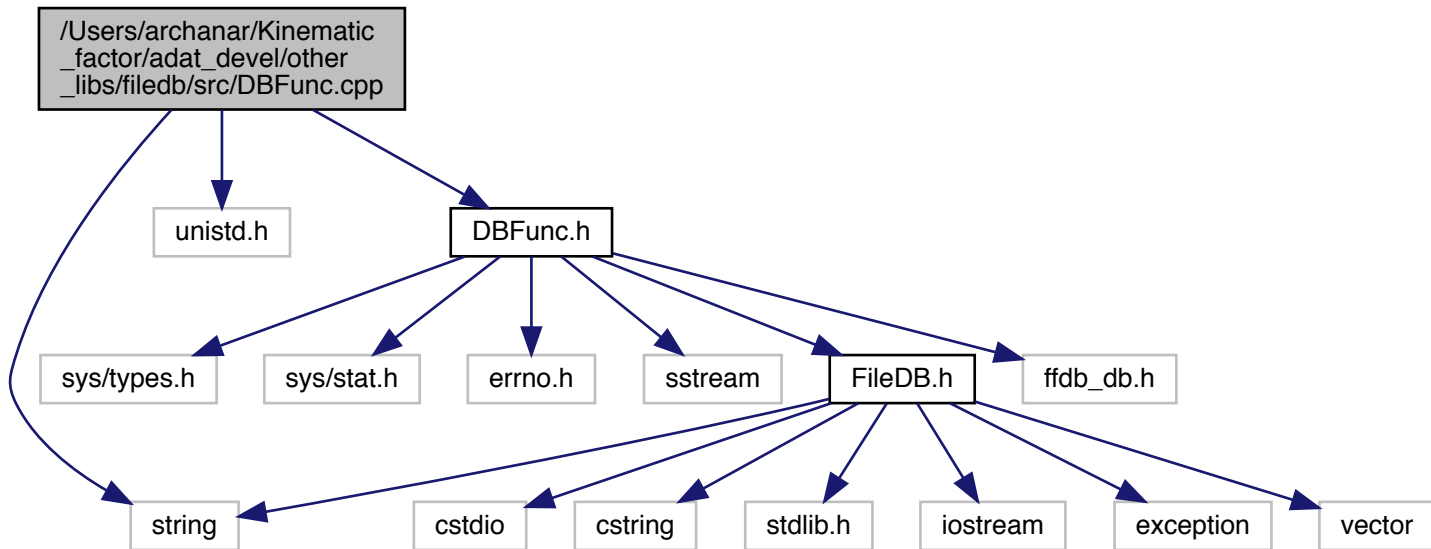 /Users/archanar/Kinematic
_factor/adat_devel/other
_libs/filedb/src/DBFunc.cpp
unistd.h
DBFunc.h
sys/types.h
sys/stat.h
errno.h
sstream
FileDB.h
ffdb_db.h
string
cstdio
cstring
stdlib.h
iostream
exception
vector